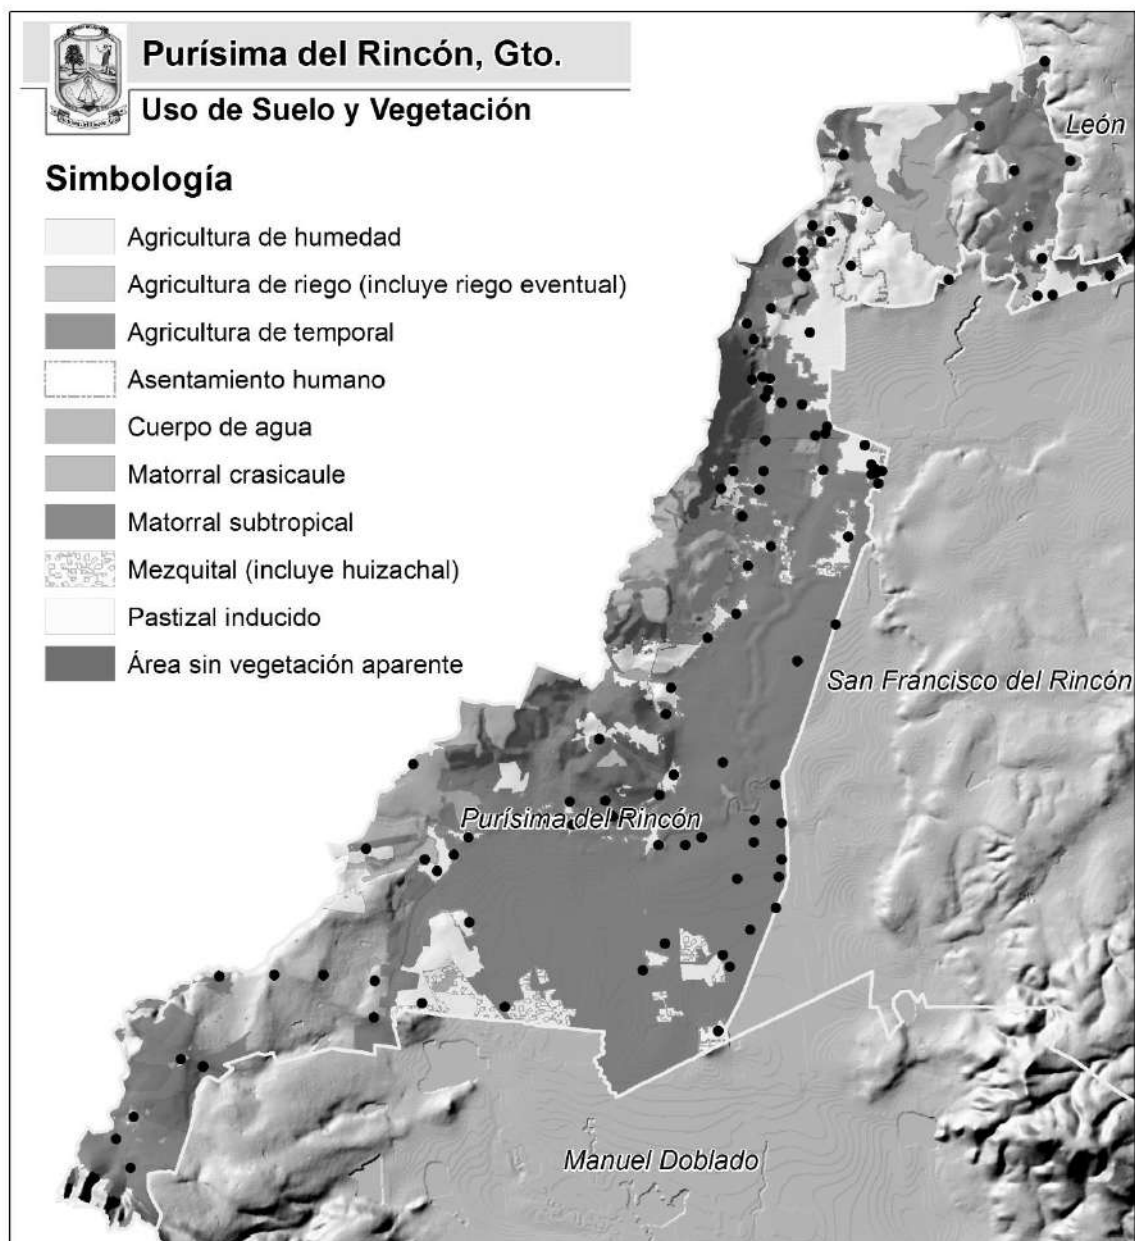 Purísima del Rincón, Gto.
Uso de Suelo y Vegetación
Simbología
Agricultura de humedad
Agricultura de riego (incluye riego eventual)
Agricultura de temporal
Asentamiento humano
Cuerpo de agua
Matorral crasicaule
Matorral subtropical
Mezquital (incluye huizachal)
Pastizal inducido
Área sin vegetación aparente
León
San Francisco del Rincón
Purísima del Rincón
Manuel Doblado